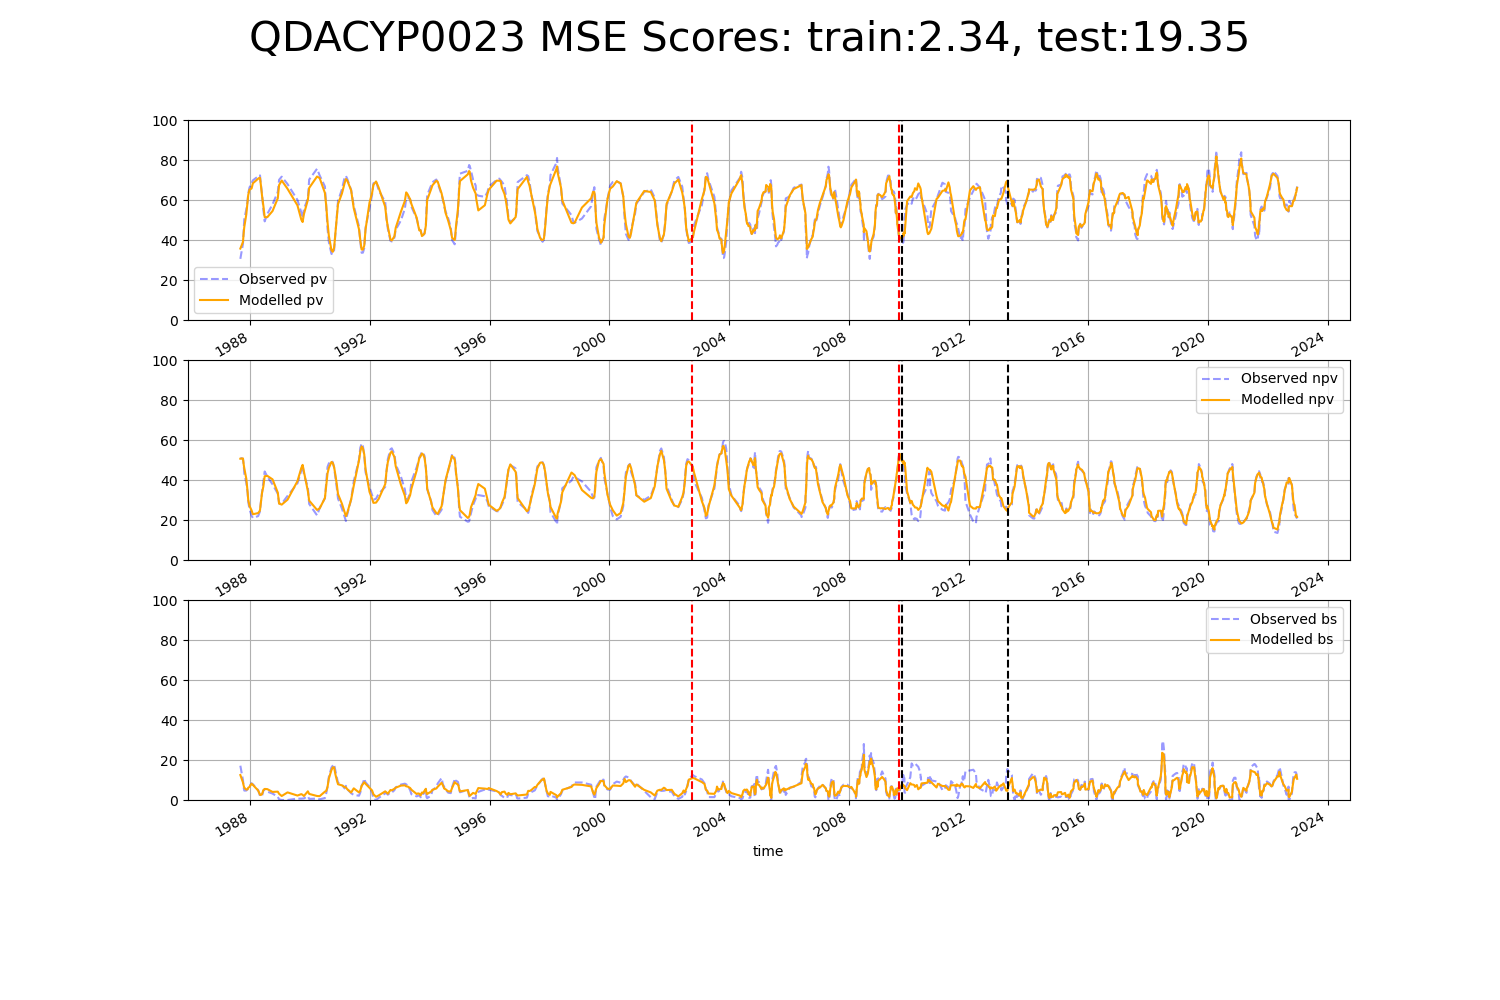 QDACYP0023 MSE Scores: train:2.34, test:19.35
100
80
60
40
20
0
Observed pv
Modelled pv
1988 1992 1996 2000 2004 2008 2012 2016 2020 2024
100
80
60
40
20
0
Observed npv
Modelled npv
1988 1992 1996 2000 2004 2008 2012 2016 2020 2024
100
80
60
40
20
0
Observed bs
Modelled bs
1988 1992 1996 2000 2004 2008 2012 2016 2020 2024
time